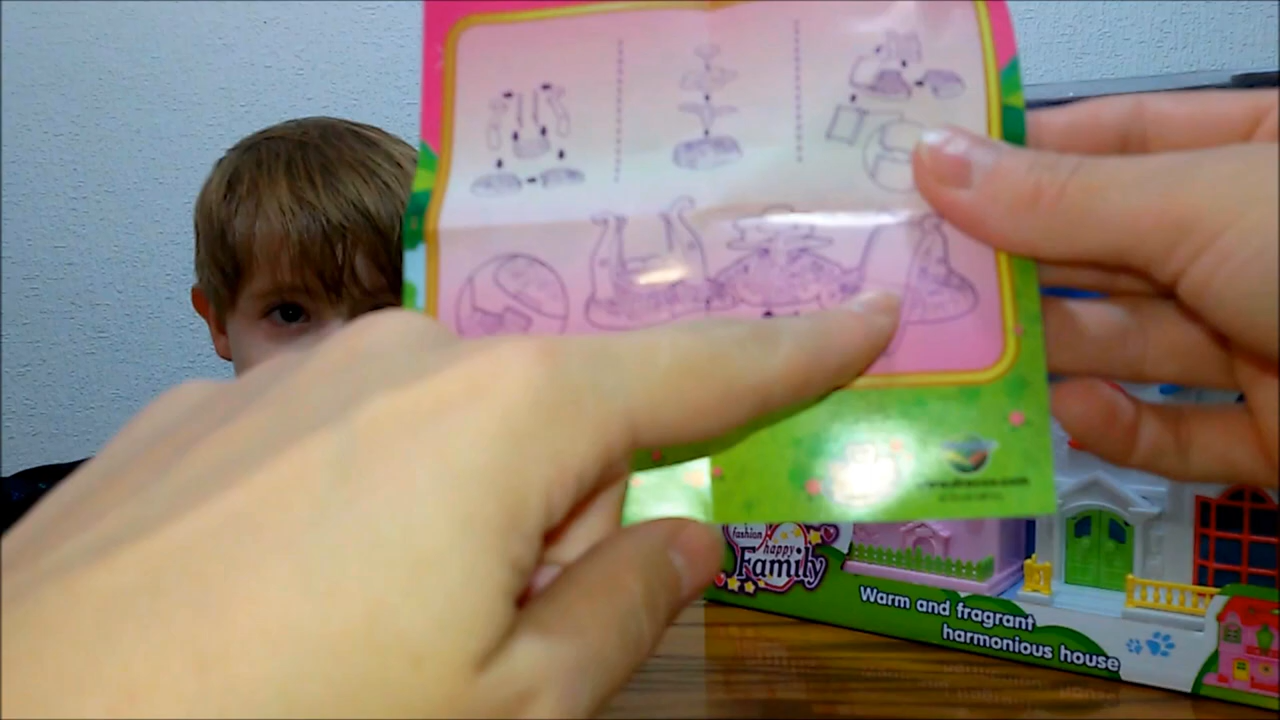 fashion
happy
Family
Warm and fragrant
harmonious house